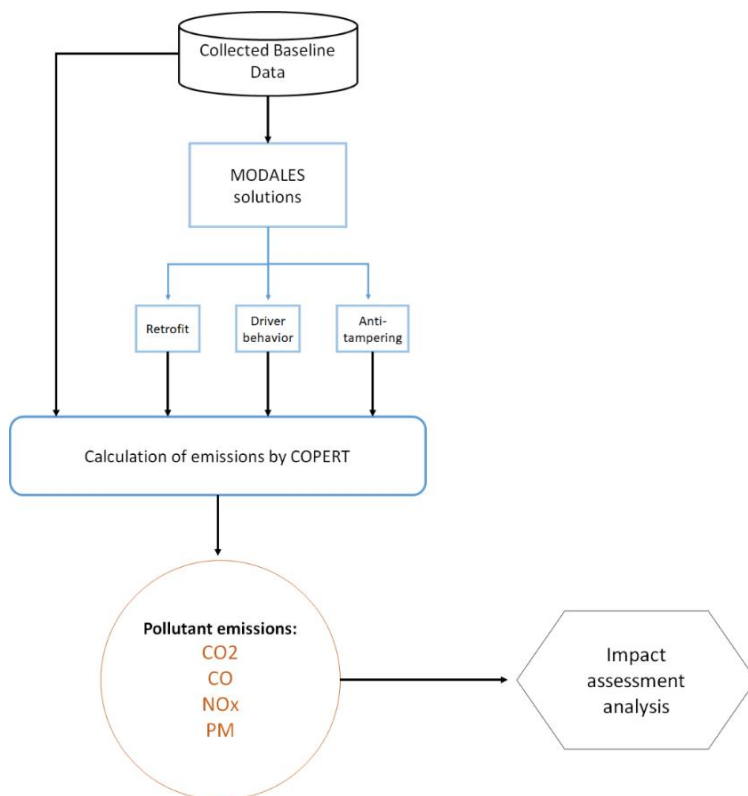 Collected Baseline
Data
MODALES
solutions
Retrofit
Driver
behavior
Anti-
tampering
Calculation of emissions by COPERT
Pollutant emissions:
CO2
CO
NOx
PM
Impact
assessment
analysis